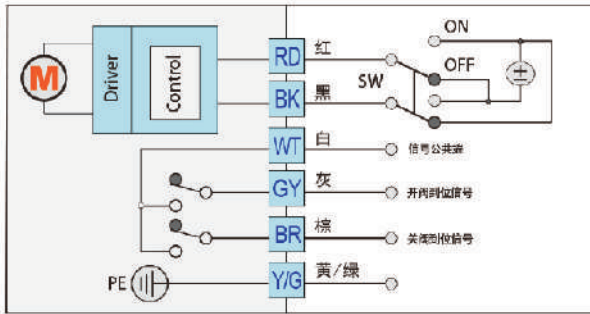 ON
RD 红
OFF
M
Driver
Control
SW
BK 黑
WT 白 信号公共端
GY 灰 开阀到位信号
BR 棕 关阀到位信号
PE Y/G 黄/绿